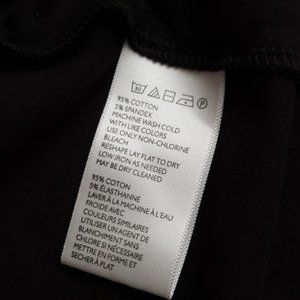 30 P
95% COTTON
5% SPANDEX
MACHINE WASH COLD
WITH LIKE COLORS
USE ONLY NON-CHLORINE
BLEACH
RESHAPE LAY FLAT TO DRY
LOW IRON AS NEEDED
MAY BE DRY CLEANED
95% COTON
5% ÉLASTHANNE
LAVER À LA MACHINE À L'EAU
FROIDE AVEC
COULEURS SIMILAIRES
UTILISER UN AGENT DE
BLANCHIMENT SANS
CHLORE SI NÉCESSAIRE
METTRE EN FORME ET
SÉCHER À PLAT